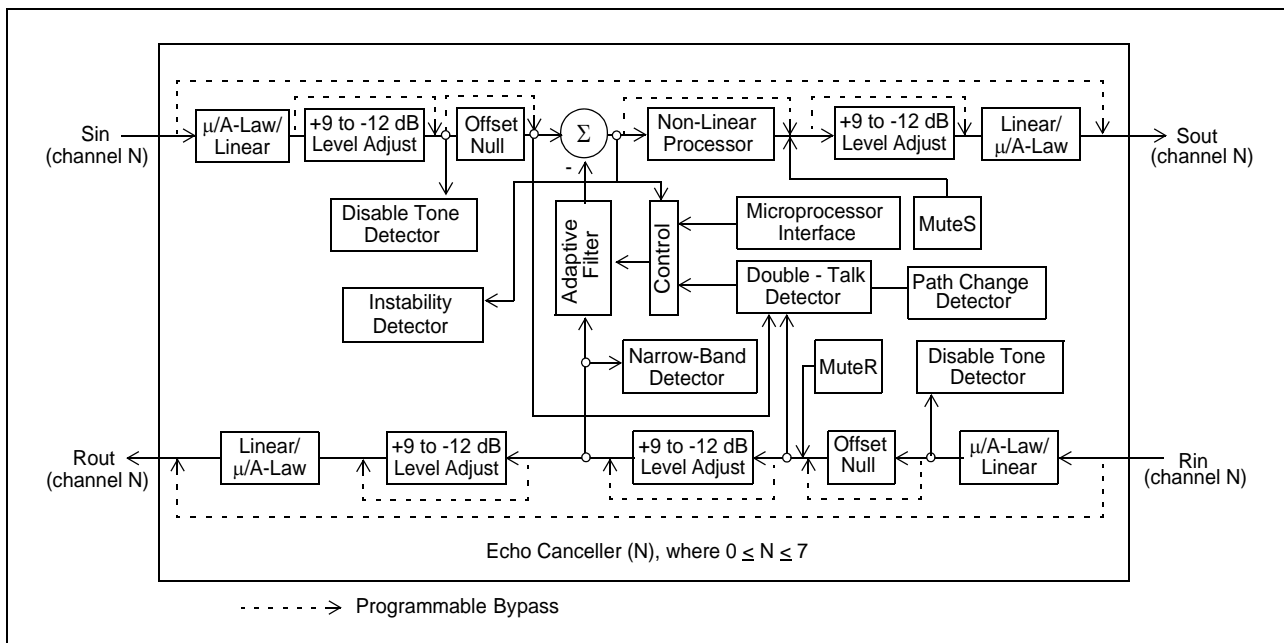 Sin
(channel N)
μ/A-Law/
Linear
+9 to -12 dB
Level Adjust
Offset
Null
Σ
-
Non-Linear
Processor
+9 to -12 dB
Level Adjust
Linear/
μ/A-Law
Sout
(channel N)
Disable Tone
Detector
Adaptive
Filter
Control
Microprocessor
Interface
MuteS
Instability
Detector
Double - Talk
Detector
Path Change
Detector
Narrow-Band
Detector
MuteR
Disable Tone
Detector
Rout
(channel N)
Linear/
μ/A-Law
+9 to -12 dB
Level Adjust
+9 to -12 dB
Level Adjust
Offset
Null
μ/A-Law/
Linear
Rin
(channel N)
Echo Canceller (N), where 0 ≤ N ≤ 7
Programmable Bypass